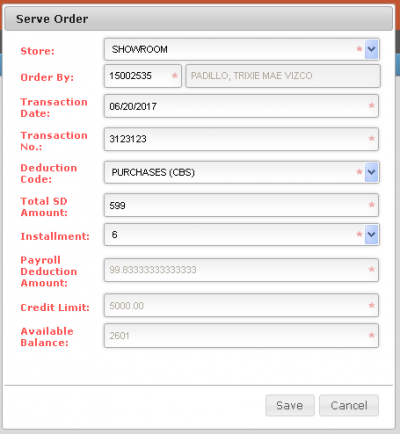 Serve Order
Store: SHOWROOM *
Order By: 15002535 * PADILLO, TRIXIE MAE VIZCO
Transaction
Date: 06/20/2017 *
Transaction
No.: 3123123 *
Deduction
Code: PURCHASES (CBS) *
Total SD
Amount: 599 *
Installment: 6 *
Payroll
Deduction
Amount: 99.83333333333333 *
Credit Limit: 5000.00 *
Available
Balance: 2601 *
Save Cancel